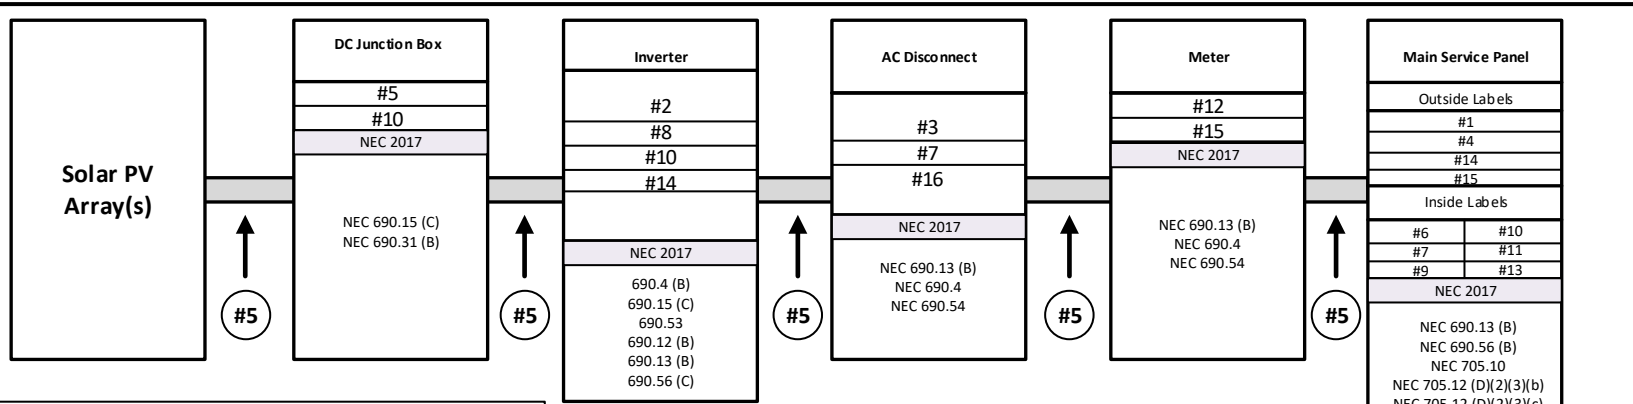 Solar PV
Array(s)
DC Junction Box
#5
#10
NEC 2017
NEC 690.15 (C)
NEC 690.31 (B)
Inverter
#2
#8
#10
#14
NEC 2017
690.4 (B)
690.15 (C)
690.53
690.12 (B)
690.13 (B)
690.56 (C)
AC Disconnect
#3
#7
#16
NEC 2017
NEC 690.13 (B)
NEC 690.4
NEC 690.54
Meter
#12
#15
NEC 2017
NEC 690.13 (B)
NEC 690.4
NEC 690.54
Main Service Panel
Outside Labels
#1
#4
#14
#15
Inside Labels
#6 #10
#7 #11
#9 #13
NEC 2017
NEC 690.13 (B)
NEC 690.56 (B)
NEC 705.10
NEC 705.12 (D)(2)(3)(b)
NEC 705.12 (D)(2)(3)(c)
#5
#5
#5
#5
#5